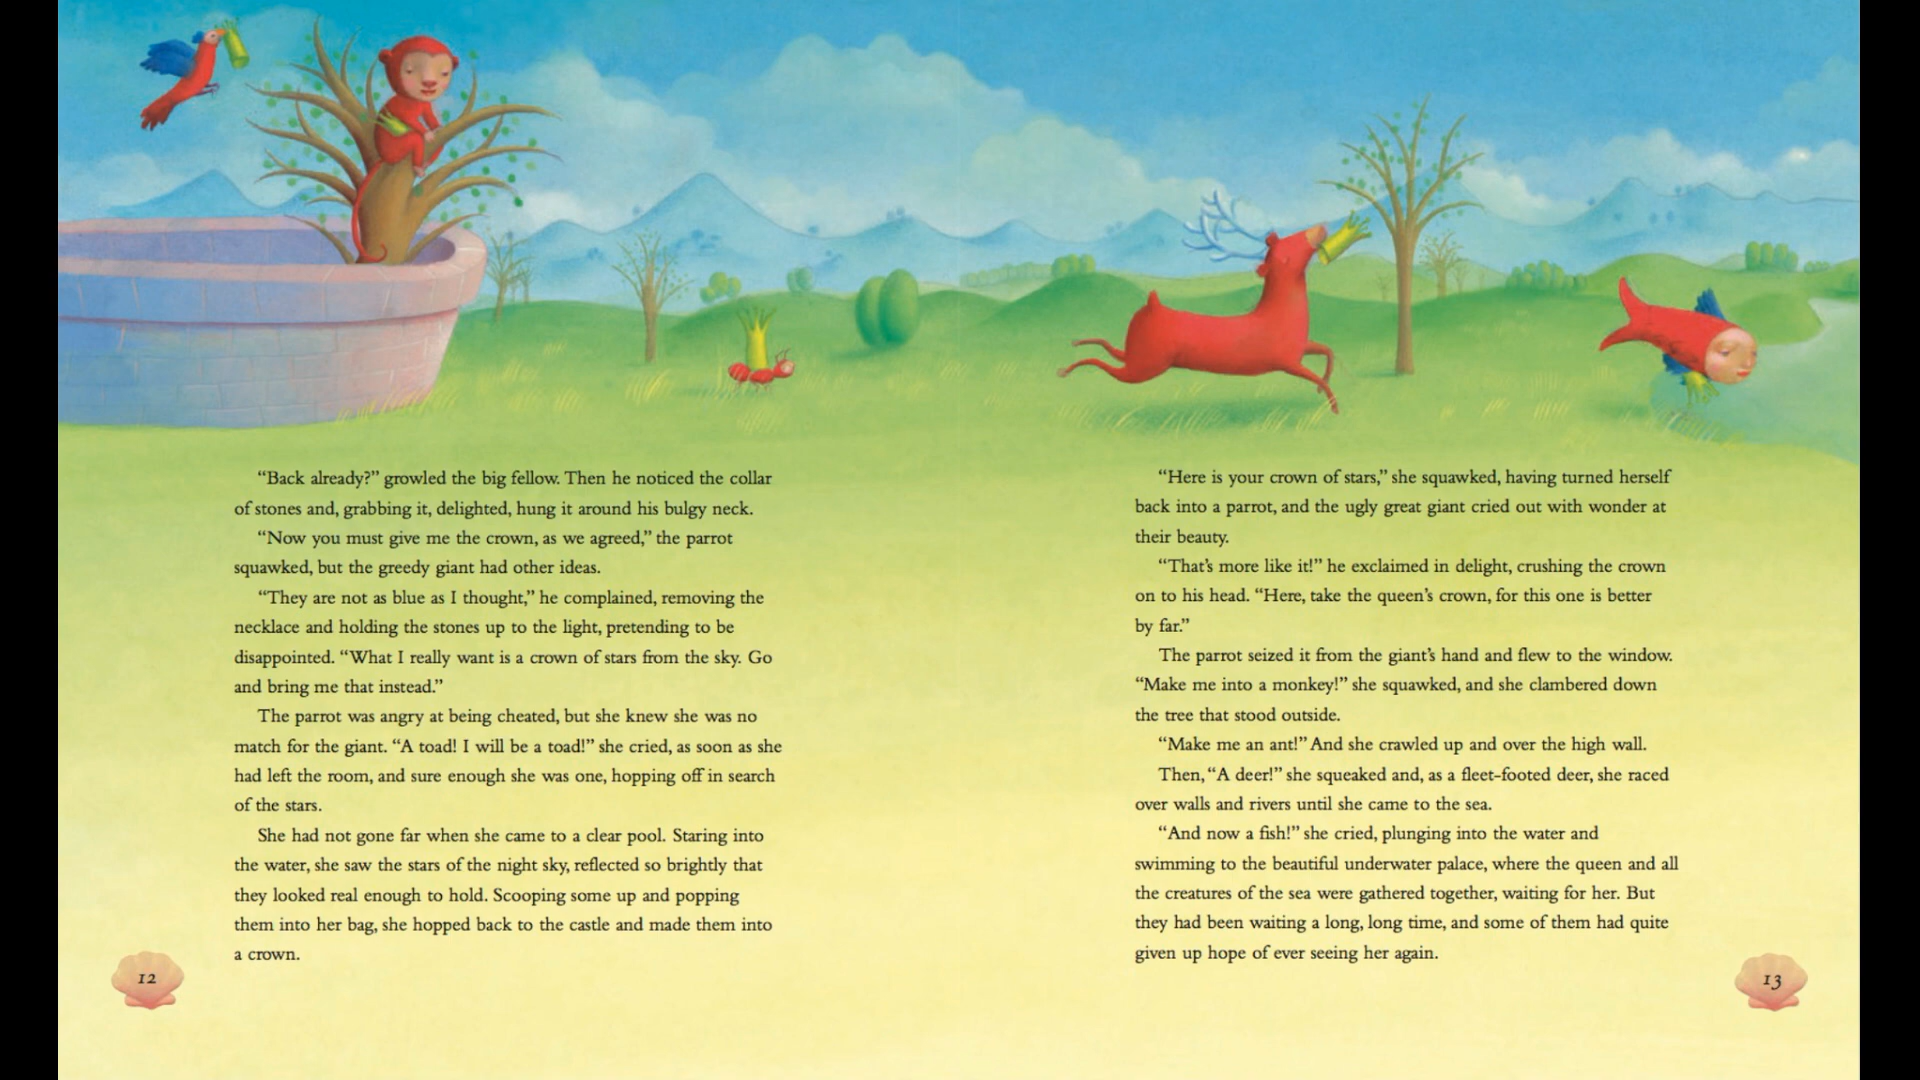 “Back already?” growled the big fellow. Then he noticed the collar
of stones and, grabbing it, delighted, hung it around his bulgy neck.
“Now you must give me the crown, as we agreed,” the parrot
squawked, but the greedy giant had other ideas.
“They are not as blue as I thought,” he complained, removing the
necklace and holding the stones up to the light, pretending to be
disappointed. “What I really want is a crown of stars from the sky. Go
and bring me that instead.”
The parrot was angry at being cheated, but she knew she was no
match for the giant. “A toad! I will be a toad!” she cried, as soon as she
had left the room, and sure enough she was one, hopping off in search
of the stars.
She had not gone far when she came to a clear pool. Staring into
the water, she saw the stars of the night sky, reflected so brightly that
they looked real enough to hold. Scooping some up and popping
them into her bag, she hopped back to the castle and made them into
a crown.
12
“Here is your crown of stars,” she squawked, having turned herself
back into a parrot, and the ugly great giant cried out with wonder at
their beauty.
“That’s more like it!” he exclaimed in delight, crushing the crown
on to his head. “Here, take the queen’s crown, for this one is better
by far.”
The parrot seized it from the giant’s hand and flew to the window.
“Make me into a monkey!” she squawked, and she clambered down
the tree that stood outside.
“Make me an ant!” And she crawled up and over the high wall.
Then, “A deer!” she squeaked and, as a fleet-footed deer, she raced
over walls and rivers until she came to the sea.
“And now a fish!” she cried, plunging into the water and
swimming to the beautiful underwater palace, where the queen and all
the creatures of the sea were gathered together, waiting for her. But
they had been waiting a long, long time, and some of them had quite
given up hope of ever seeing her again.
13